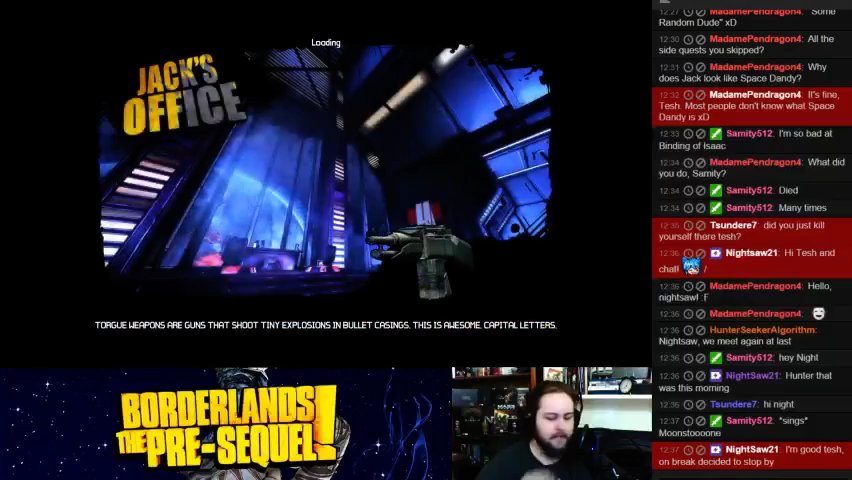 Loading
JACK'S
OFFICE
TORGUE WEAPONS ARE GUNS THAT SHOOT TINY EXPLOSIONS IN BULLET CASINGS. THIS IS AWESOME. CAPITAL LETTERS.
BORDERLANDS
THE PRE-SEQUEL!
12:27 MadamePendragon4: "Some
Random Dude" xD
12:30 MadamePendragon4: All the
side quests you skipped?
12:31 MadamePendragon4: Why
does Jack look like Space Dandy?
12:32 MadamePendragon4: It's fine,
Tesh. Most people don't know what Space
Dandy is xD
12:33 Samity512: I'm so bad at
Binding of Isaac
12:34 MadamePendragon4: What did
you do, Samity?
12:34 Samity512: Died
12:34 Samity512: Many times
12:35 Tsundere7: did you just kill
yourself there tesh?
12:36 Nightsaw21: Hi Tesh and
chat! /
12:36 MadamePendragon4: Hello,
nightsaw! :F
12:36 MadamePendragon4:
12:36 HunterSeekerAlgorithm:
Nightsaw, we meet again at last
12:36 Samity512: hey Night
12:36 NightSaw21: Hunter that
was this morning
12:36 Tsundere7: hi night
12:37 Samity512: *sings*
Moonstoooone
12:37 NightSaw21: I'm good tesh,
on break decided to stop by